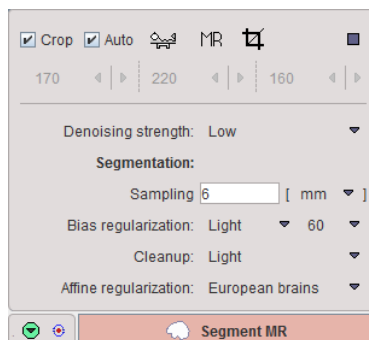 Crop Auto MR
170 220 160
Denoising strength: Low
Segmentation:
Sampling 6 [ mm ]
Bias regularization: Light 60
Cleanup: Light
Affine regularization: European brains
Segment MR